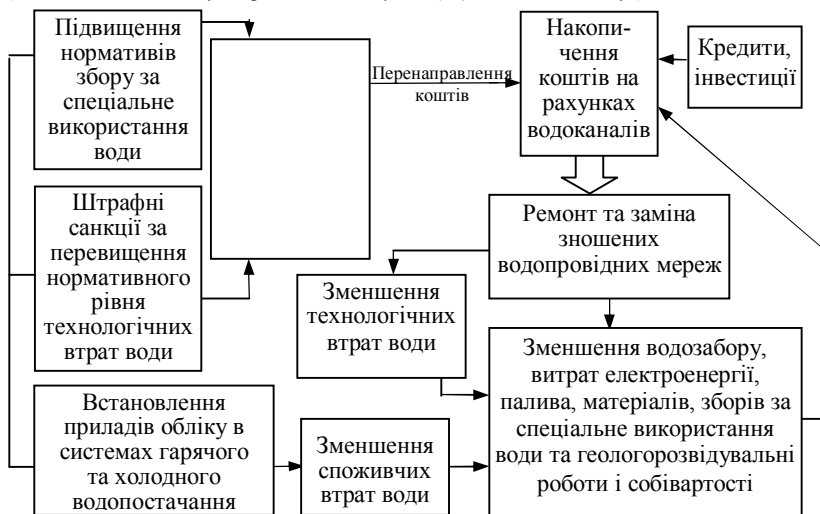 Підвищення
нормативів
збору за
спеціальне
використання
води
Перенаправлення
коштів
Накопи-
чення
коштів на
рахунках
водоканалів
Кредити,
інвестиції
Штрафні
санкції за
перевищення
нормативного
рівня
технологічних
втрат води
Ремонт та заміна
зношених
водопровідних мереж
Зменшення
технологічних
втрат води
Зменшення водозабору,
витрат електроенергії,
палива, матеріалів, зборів за
спеціальне використання
води та геологорозвідувальні
роботи і собівартості
Встановлення
приладів обліку в
системах гарячого
та холодного
водопостачання
Зменшення
споживчих
втрат води